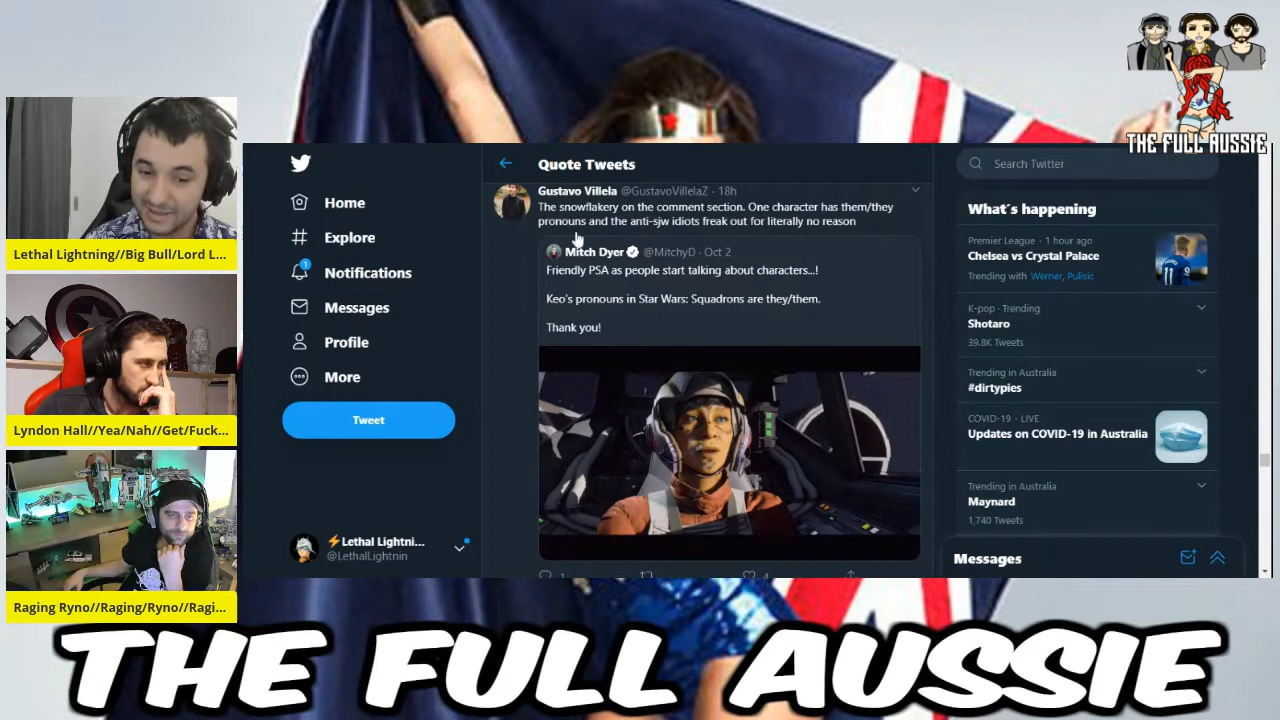 THE FULL AUSSIE
Lethal Lightning//Big Bull/Lord L...
Lyndon Hall//Yea/Nah//Get/Fuck...
Raging Ryno//Raging/Ryno//Ragi...
Home
Explore
1
Notifications
Messages
Profile
More
Tweet
⚡Lethal Lightni...
@LethalLightnin
Quote Tweets
Gustavo Villela @GustavoVillelaZ · 18h
The snowflakery on the comment section. One character has them/they
pronouns and the anti-sjw idiots freak out for literally no reason
Mitch Dyer @MitchyD · Oct 2
Friendly PSA as people start talking about characters...!
Keo's pronouns in Star Wars: Squadrons are they/them.
Thank you!
1
4
Search Twitter
What's happening
Premier League · 1 hour ago
Chelsea vs Crystal Palace
Trending with Werner, Pulisic
11
K-pop · Trending
Shotaro
39.8K Tweets
Trending in Australia
#dirtypies
COVID-19 · LIVE
Updates on COVID-19 in Australia
Trending in Australia
Maynard
1,740 Tweets
Messages
THE FULL AUSSIE